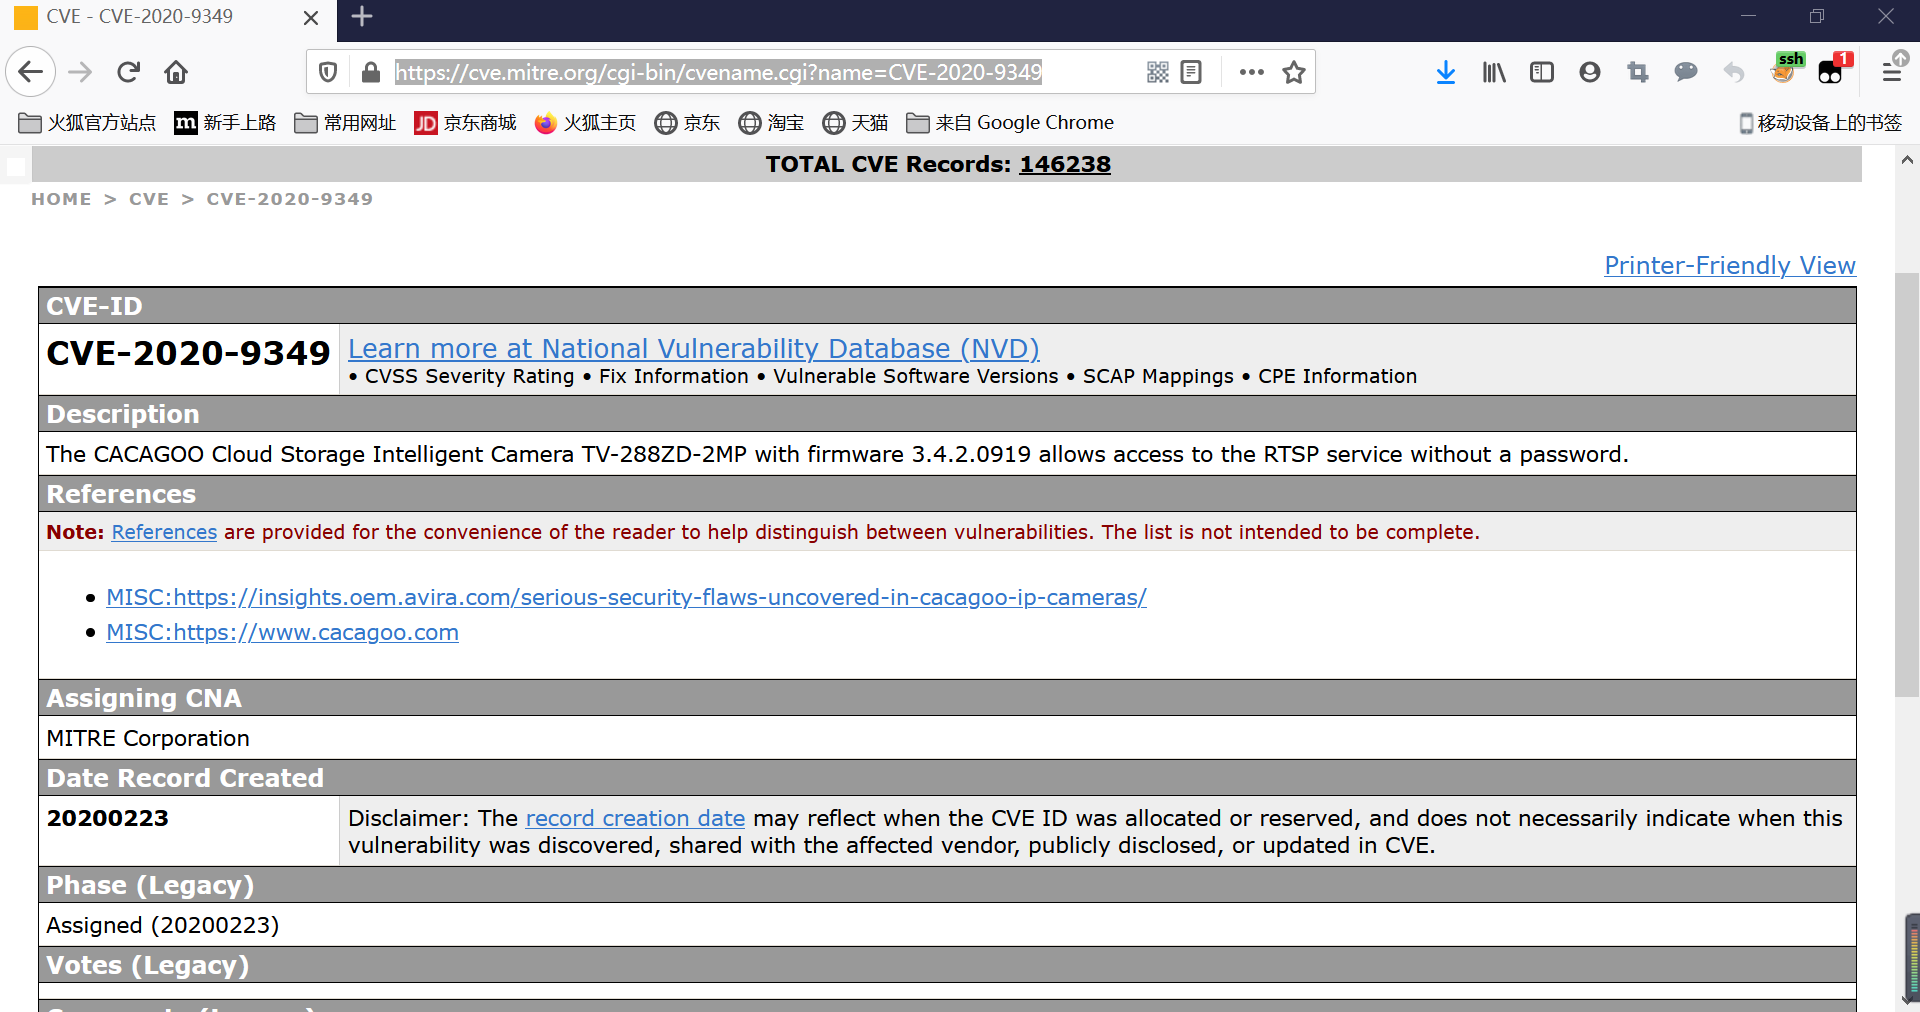 CVE - CVE-2020-9349
https://cve.mitre.org/cgi-bin/cvename.cgi?name=CVE-2020-9349
ssh
1
火狐官方站点 m 新手上路 常用网址 JD 京东商城 火狐主页 京东 淘宝 天猫 来自 Google Chrome 移动设备上的书签
TOTAL CVE Records: 146238
HOME > CVE > CVE-2020-9349
Printer-Friendly View
CVE-ID
CVE-2020-9349 Learn more at National Vulnerability Database (NVD)
• CVSS Severity Rating • Fix Information • Vulnerable Software Versions • SCAP Mappings • CPE Information
Description
The CACAGOO Cloud Storage Intelligent Camera TV-288ZD-2MP with firmware 3.4.2.0919 allows access to the RTSP service without a password.
References
Note: References are provided for the convenience of the reader to help distinguish between vulnerabilities. The list is not intended to be complete.
• MISC:https://insights.oem.avira.com/serious-security-flaws-uncovered-in-cacagoo-ip-cameras/
• MISC:https://www.cacagoo.com
Assigning CNA
MITRE Corporation
Date Record Created
20200223 Disclaimer: The record creation date may reflect when the CVE ID was allocated or reserved, and does not necessarily indicate when this
vulnerability was discovered, shared with the affected vendor, publicly disclosed, or updated in CVE.
Phase (Legacy)
Assigned (20200223)
Votes (Legacy)